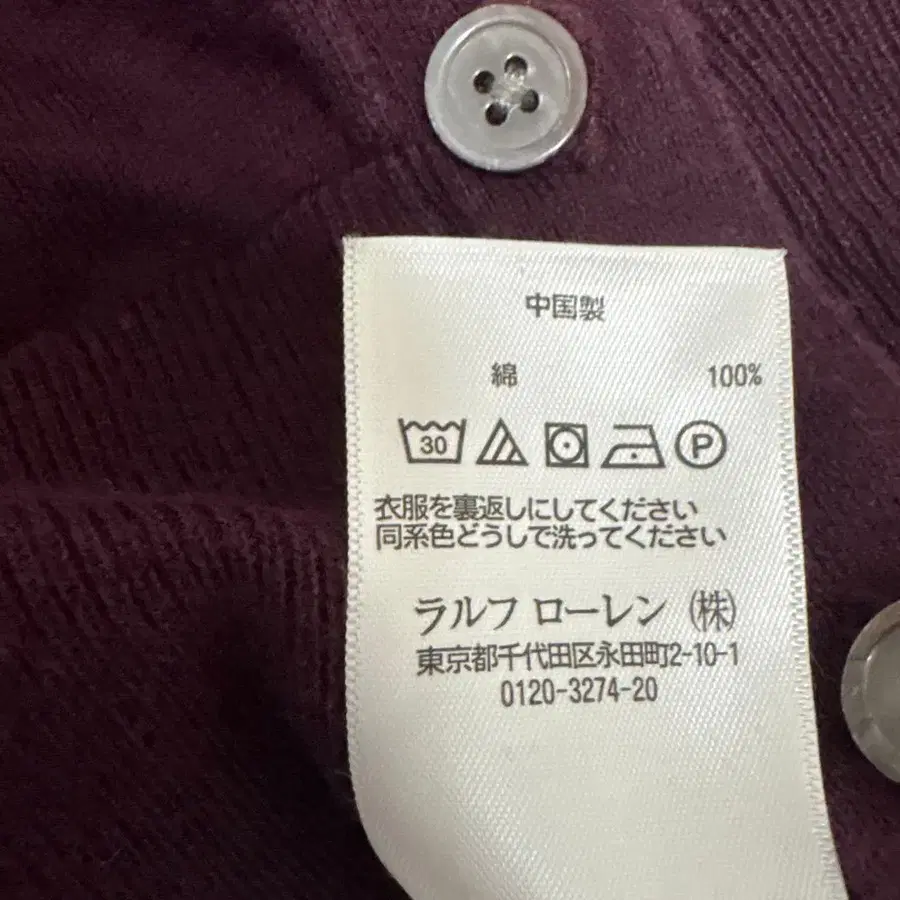 中国製
綿 100%
30 P
衣服を裏返しにしてください
同系色どうしで洗ってください
ラルフ ローレン (株)
東京都千代田区永田町2-10-1
0120-3274-20